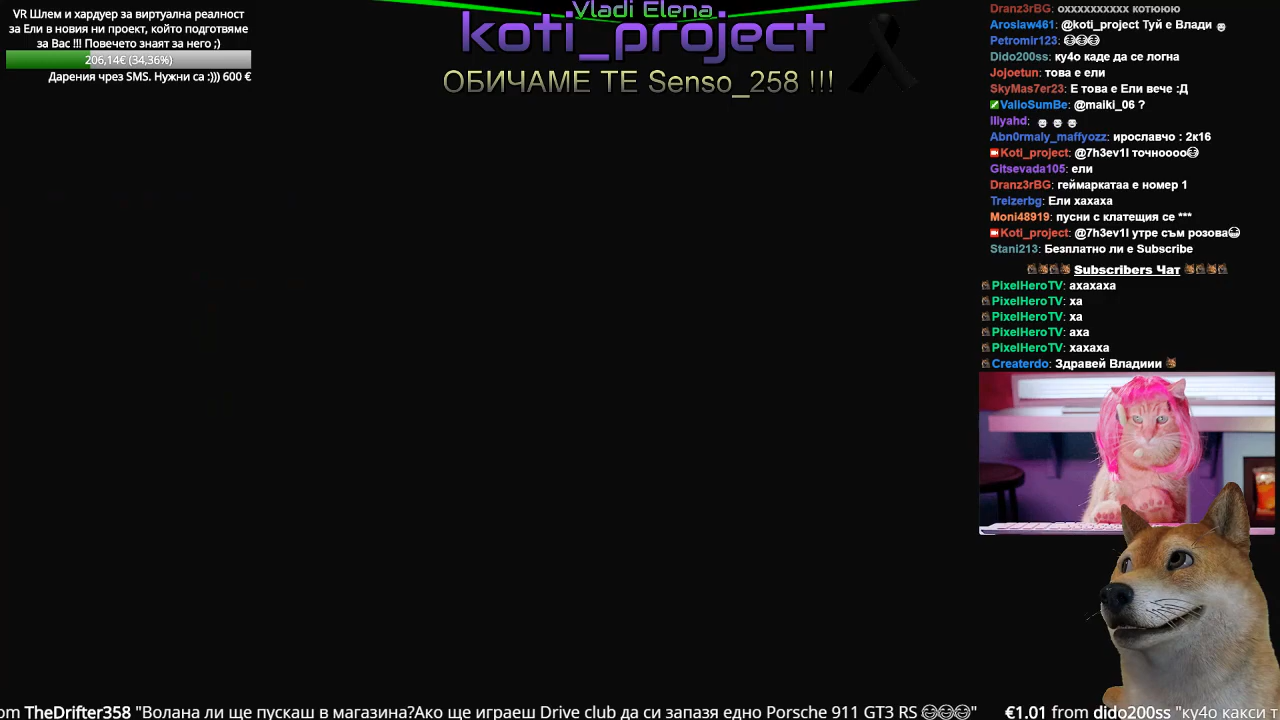 VR Шлем и хардуер за виртуална реалност
за Ели в новия ни проект, който подготвяме
за Вас !!! Повечето знаят за него ;)
206,14€ (34,36%)
Дарения чрез SMS. Нужни са :))) 600 €
Vladi Elena
koti_project
ОБИЧАМЕ ТЕ Senso_258 !!!
Dranz3rBG: охххххххххх котююю
Aroslaw461: @koti_project Туй е Влади
Petromir123:
Dido200ss: ку4о каде да се логна
Jojoetun: това е ели
SkyMas7er23: Е това е Ели вече :Д
ValioSumBe: @maiki_06 ?
Iliyahd:
Abn0rmaly_maffyozz: ирославчо : 2к16
Koti_project: @7h3ev1l точноооо
Gitsevada105: ели
Dranz3rBG: геймаркатаа е номер 1
Treizerbg: Ели хахаха
Moni48919: пусни с клатещия се ***
Koti_project: @7h3ev1l утре съм розова
Stani213: Безплатно ли е Subscribe
Subscribers Чат
PixelHeroTV: ахахаха
PixelHeroTV: ха
PixelHeroTV: ха
PixelHeroTV: аха
PixelHeroTV: хахаха
Createrdo: Здравей Владиии
om TheDrifter358 "Волана ли ще пускаш в магазина?Ако ще играеш Drive club да си запазя едно Porsche 911 GT3 RS " €1.01 from dido200ss "ку4о какси т